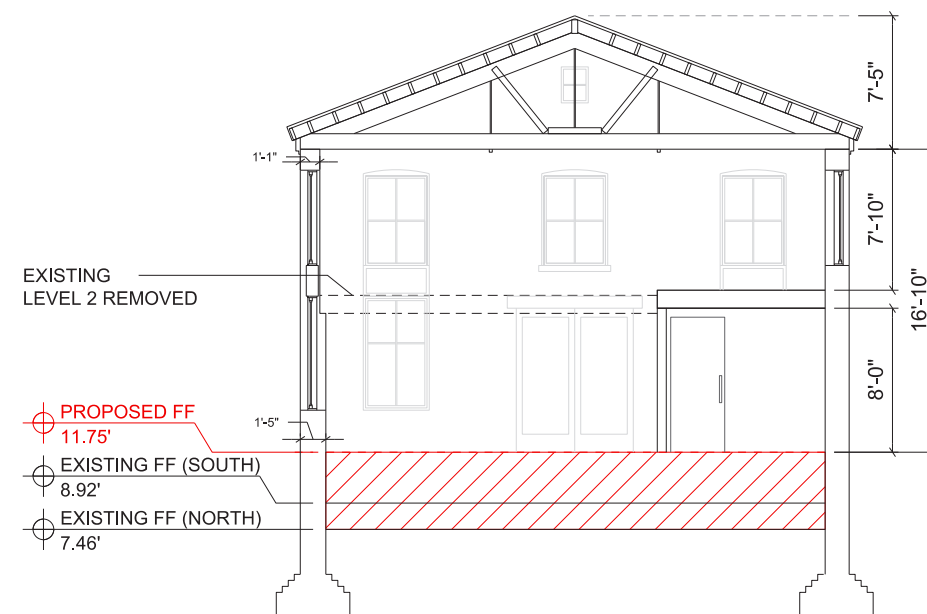 7'-5"
1'-1"
7'-10"
EXISTING
LEVEL 2 REMOVED
16'-10"
8'-0"
PROPOSED FF
11.75'
1'-5"
EXISTING FF (SOUTH)
8.92'
EXISTING FF (NORTH)
7.46'